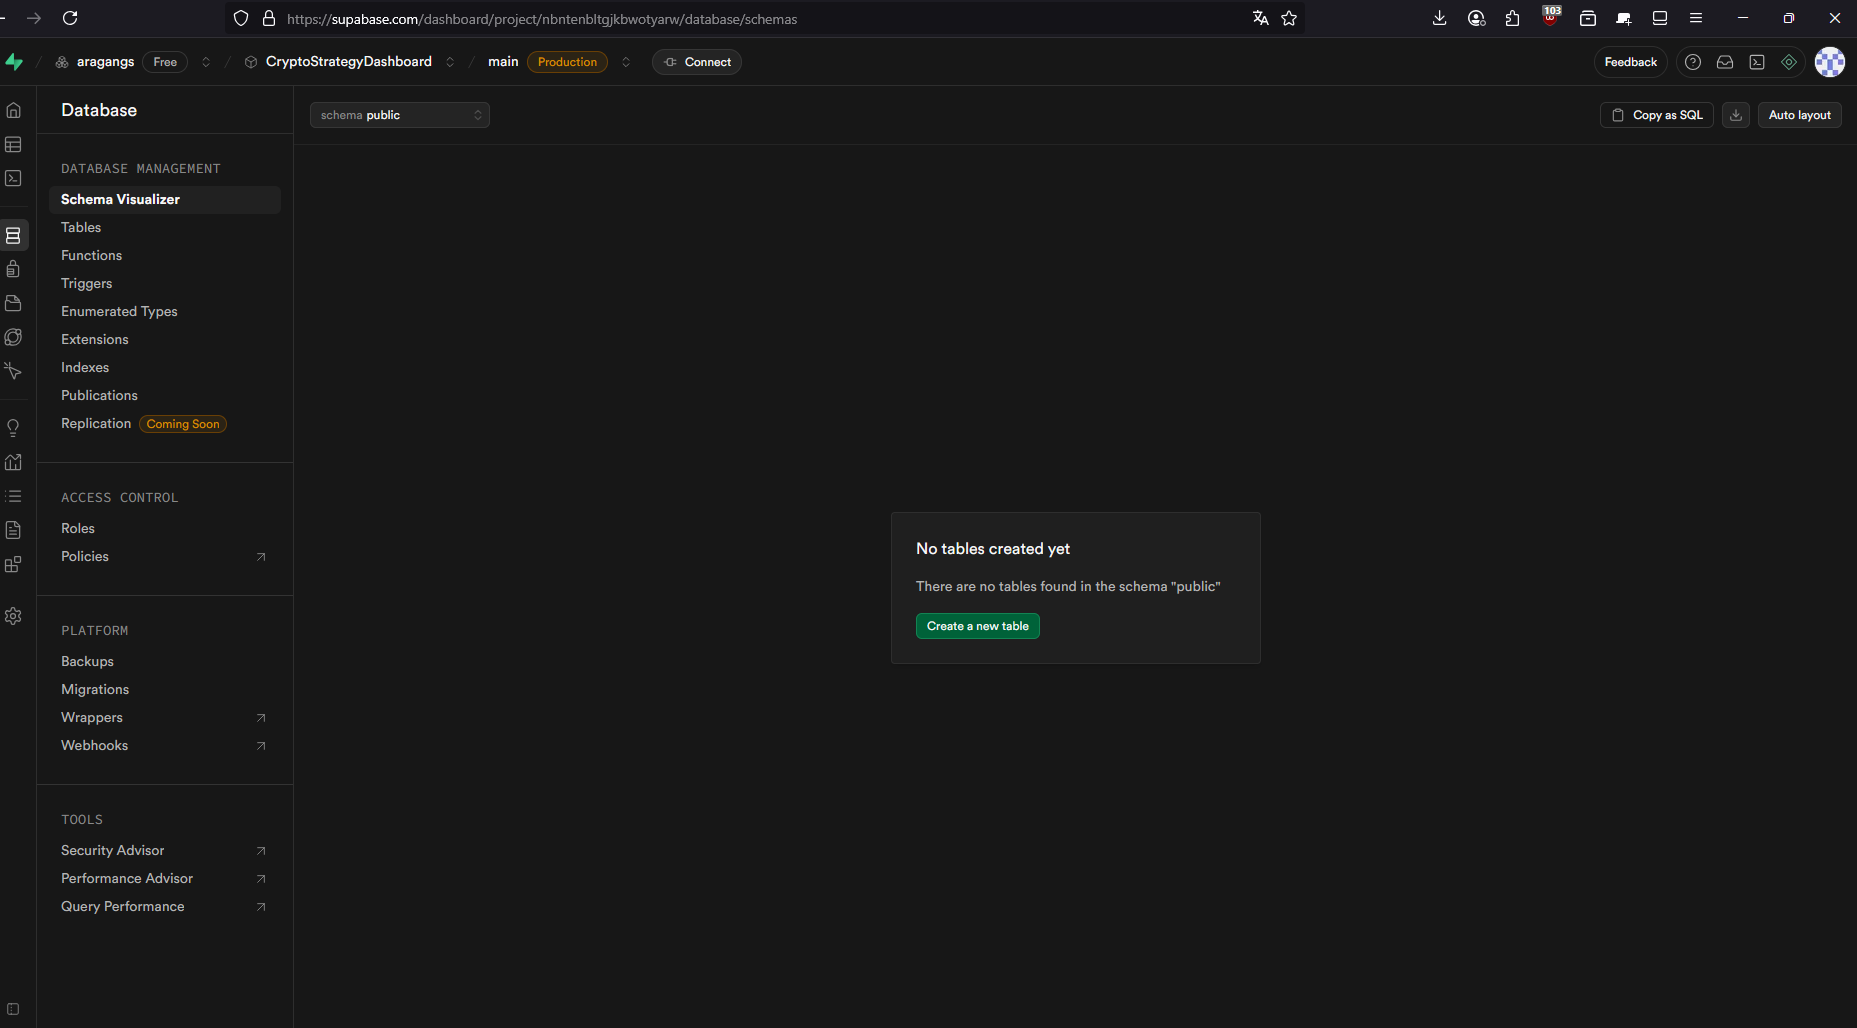 https://supabase.com/dashboard/project/nbntenbltgjkbwotyarw/database/schemas
103
aragangs Free / CryptoStrategyDashboard / main Production Connect
Feedback
Database
schema public
Copy as SQL
Auto layout
DATABASE MANAGEMENT
Schema Visualizer
Tables
Functions
Triggers
Enumerated Types
Extensions
Indexes
Publications
Replication Coming Soon
ACCESS CONTROL
Roles
Policies
PLATFORM
Backups
Migrations
Wrappers
Webhooks
TOOLS
Security Advisor
Performance Advisor
Query Performance
No tables created yet
There are no tables found in the schema "public"
Create a new table